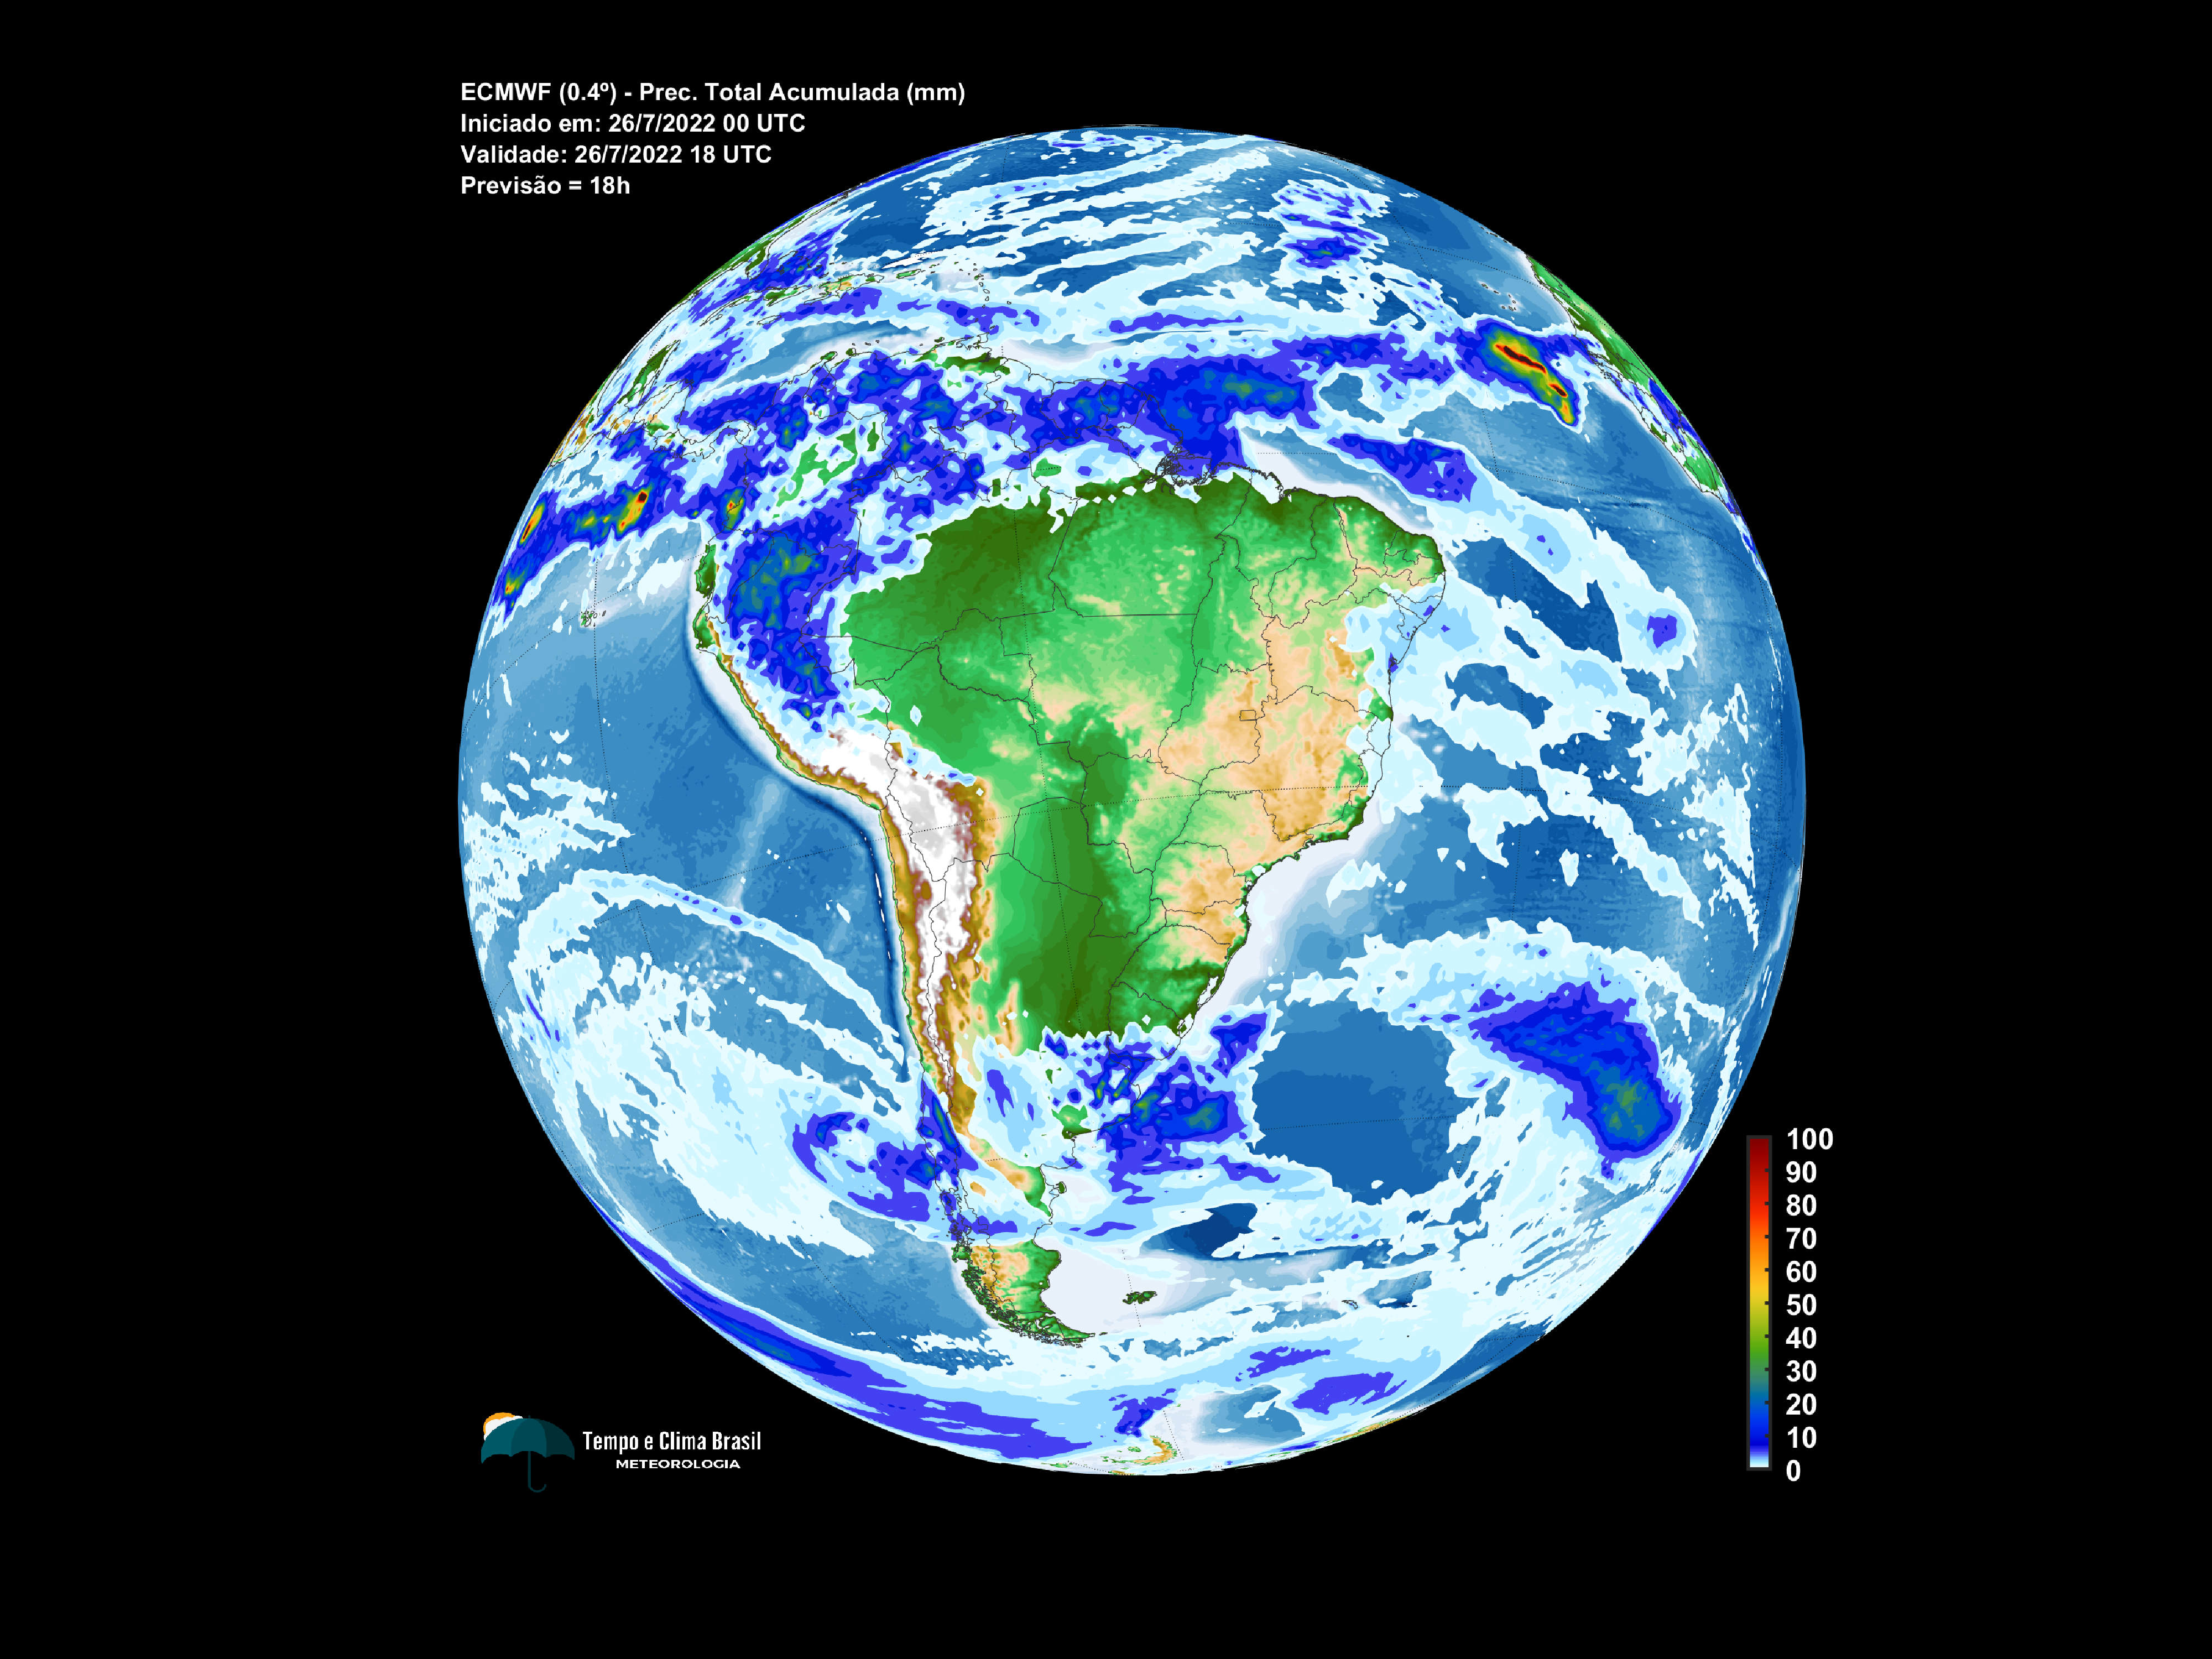 ECMWF (0.4º) - Prec. Total Acumulada (mm)
Iniciado em: 26/7/2022 00 UTC
Validade: 26/7/2022 18 UTC
Previsão = 18h
100
90
80
70
60
50
40
30
20
10
0
Tempo e Clima Brasil
METEOROLOGIA